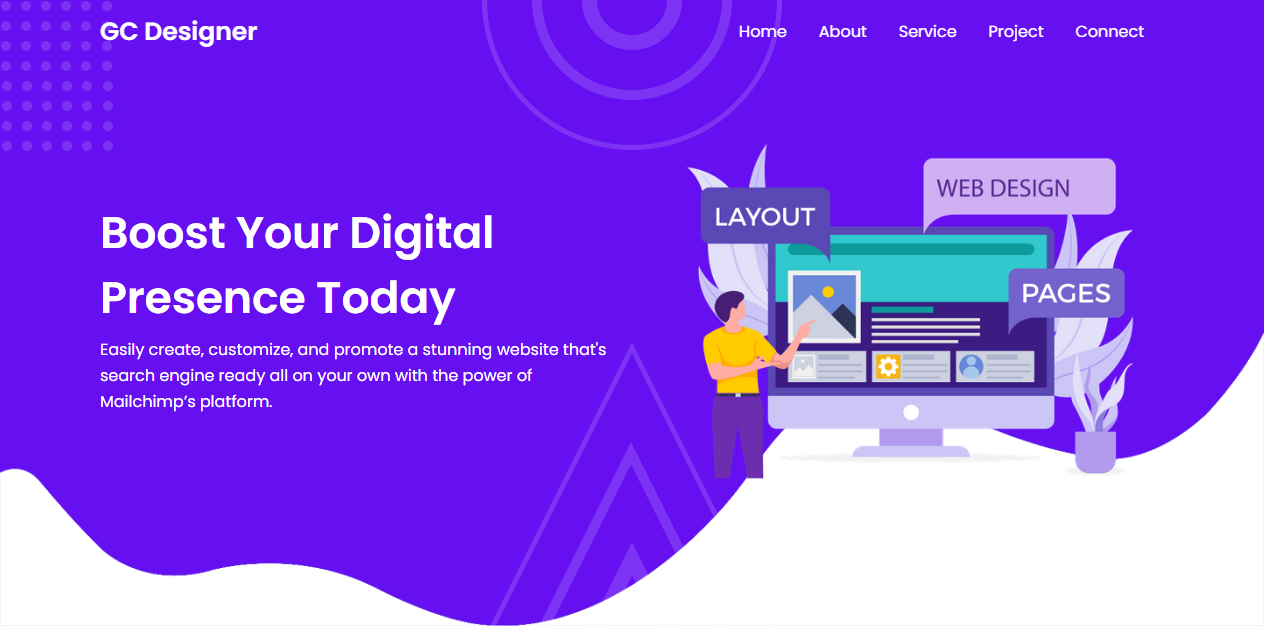 GC Designer
Home About Service Project Connect
Boost Your Digital
Presence Today
Easily create, customize, and promote a stunning website that's
search engine ready all on your own with the power of
Mailchimp’s platform.
LAYOUT
WEB DESIGN
PAGES